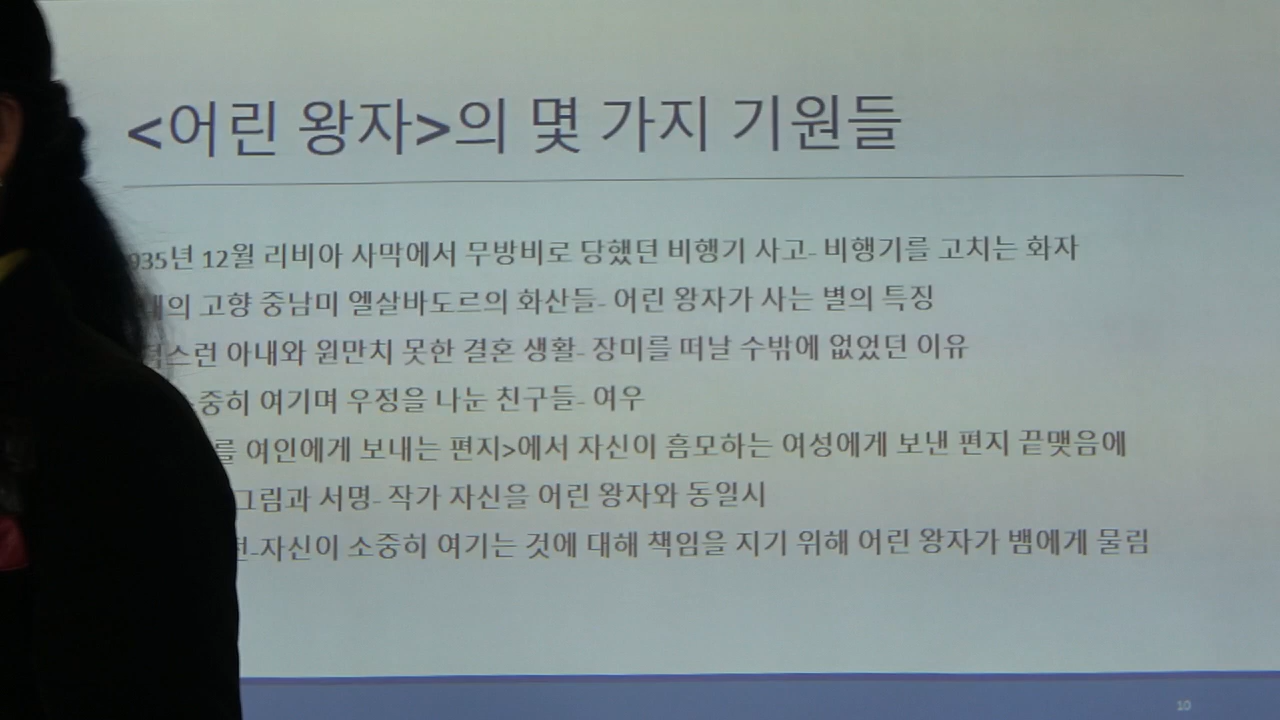 <어린 왕자>의 몇 가지 기원들
935년 12월 리비아 사막에서 무방비로 당했던 비행기 사고- 비행기를 고치는 화자
고향 중남미 엘살바도르의 화산들- 어린 왕자가 사는 별의 특징
아내와 원만치 못한 결혼 생활- 장미를 떠날 수밖에 없었던 이유
여기며 우정을 나눈 친구들- 여우
를 여인에게 보내는 편지>에서 자신이 흠모하는 여성에게 보낸 편지 끝맺음에
그림과 서명- 작가 자신을 어린 왕자와 동일시
자신이 소중히 여기는 것에 대해 책임을 지기 위해 어린 왕자가 뱀에게 물림
10